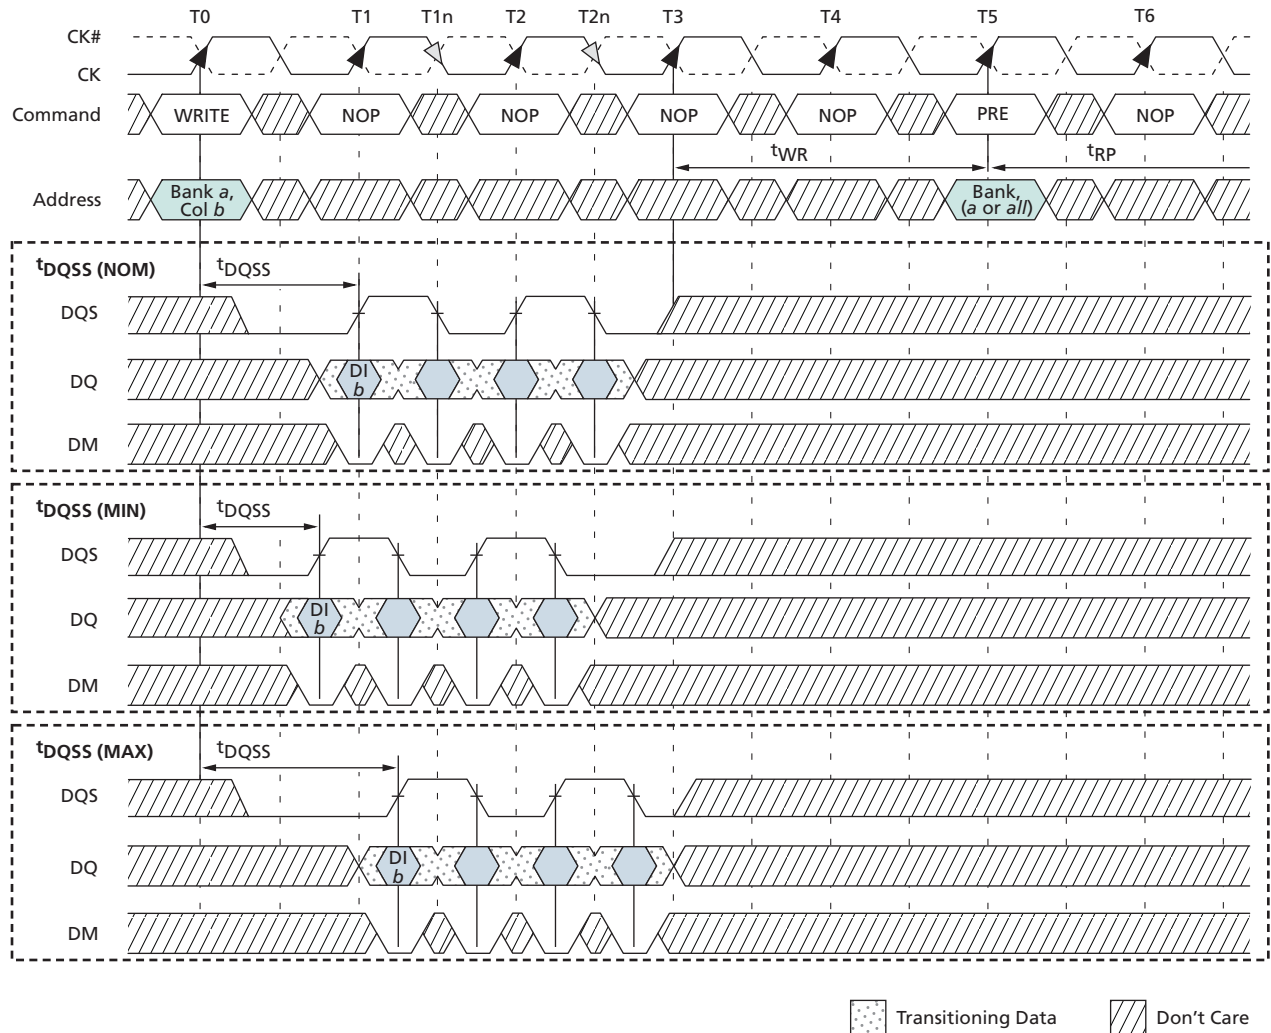 T0 T1 T1n T2 T2n T3 T4 T5 T6
CK#
CK
Command WRITE NOP NOP NOP NOP PRE NOP
tWR tRP
Address Bank a, Col b Bank, (a or all)
tDQSS (NOM) tDQSS
DQS
DQ DI b
DM
tDQSS (MIN) tDQSS
DQS
DQ DI b
DM
tDQSS (MAX) tDQSS
DQS
DQ DI b
DM
Transitioning Data Don't Care